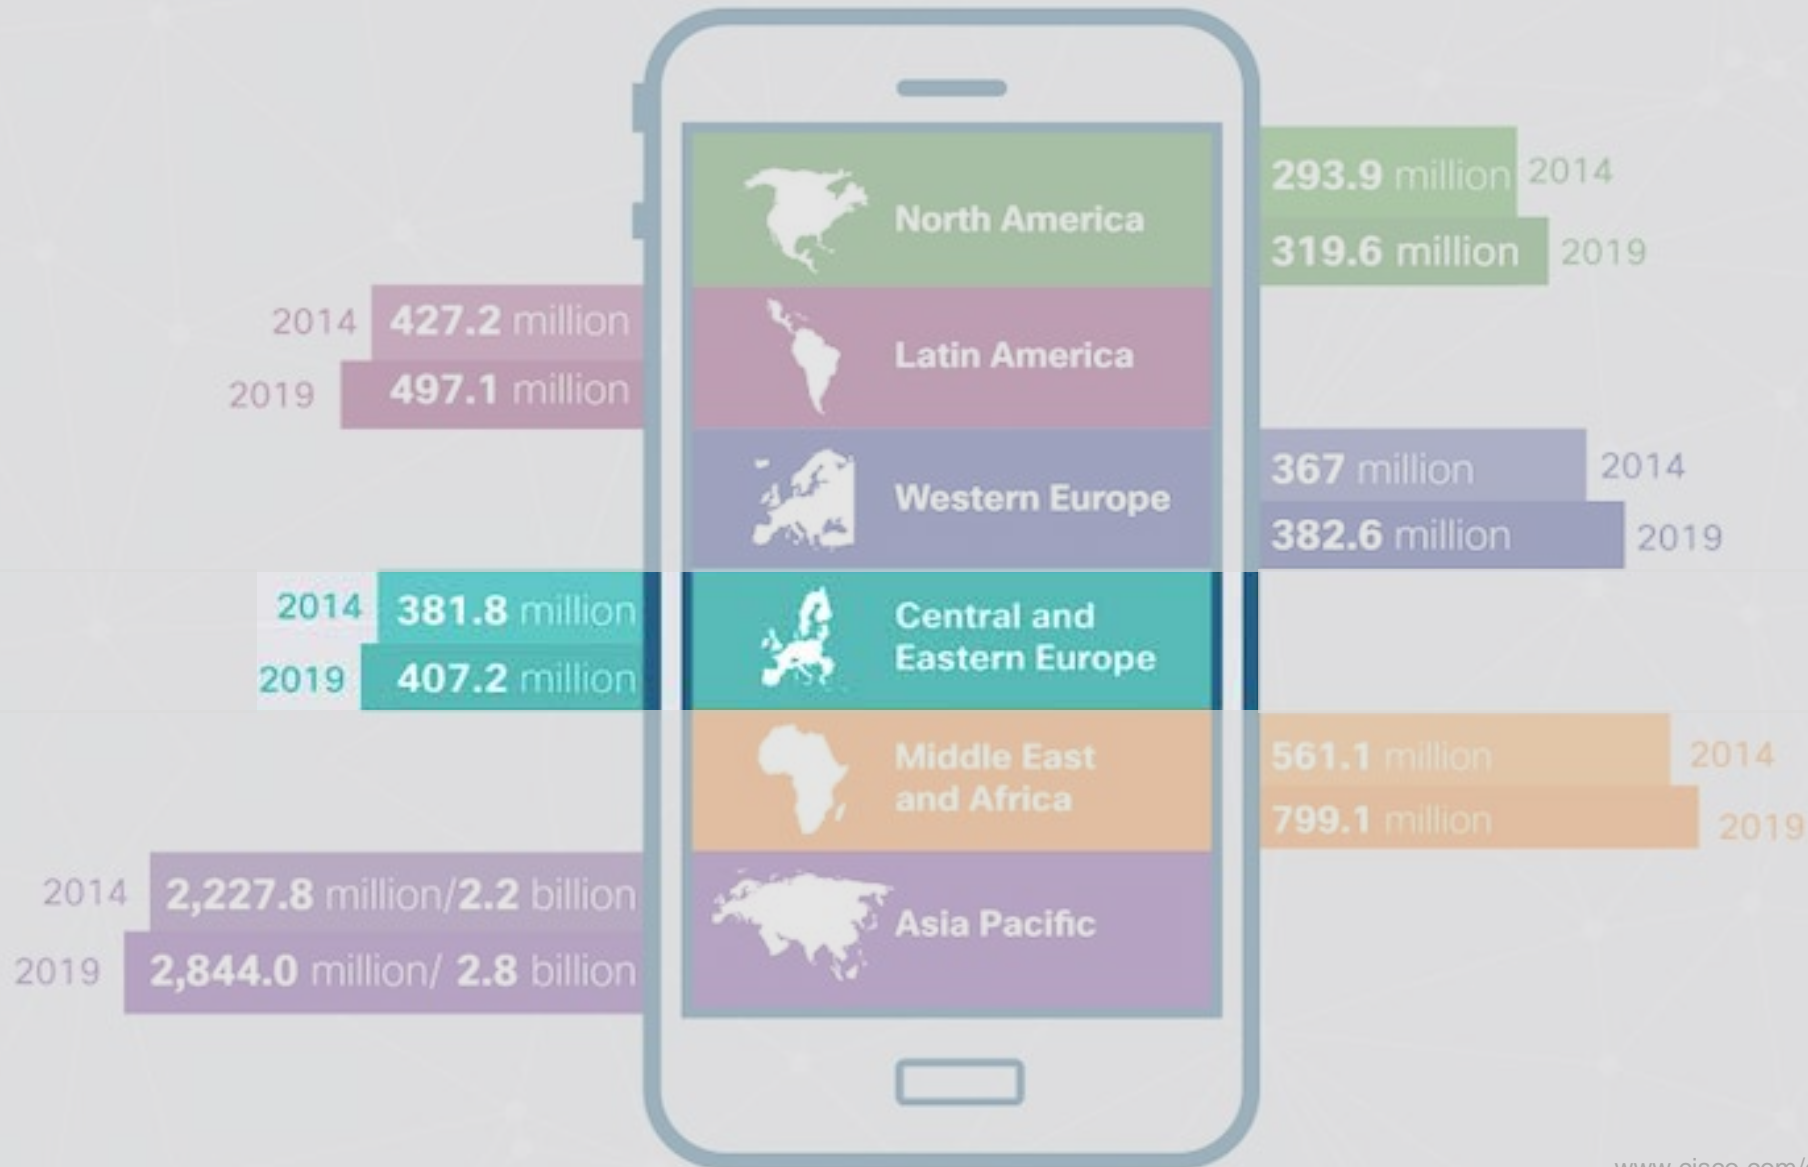 North America
293.9 million 2014
319.6 million 2019
2014 427.2 million
2019 497.1 million
Latin America
Western Europe
367 million 2014
382.6 million 2019
2014 381.8 million
2019 407.2 million
Central and
Eastern Europe
Middle East
and Africa
561.1 million 2014
799.1 million 2019
2014 2,227.8 million/2.2 billion
2019 2,844.0 million/ 2.8 billion
Asia Pacific